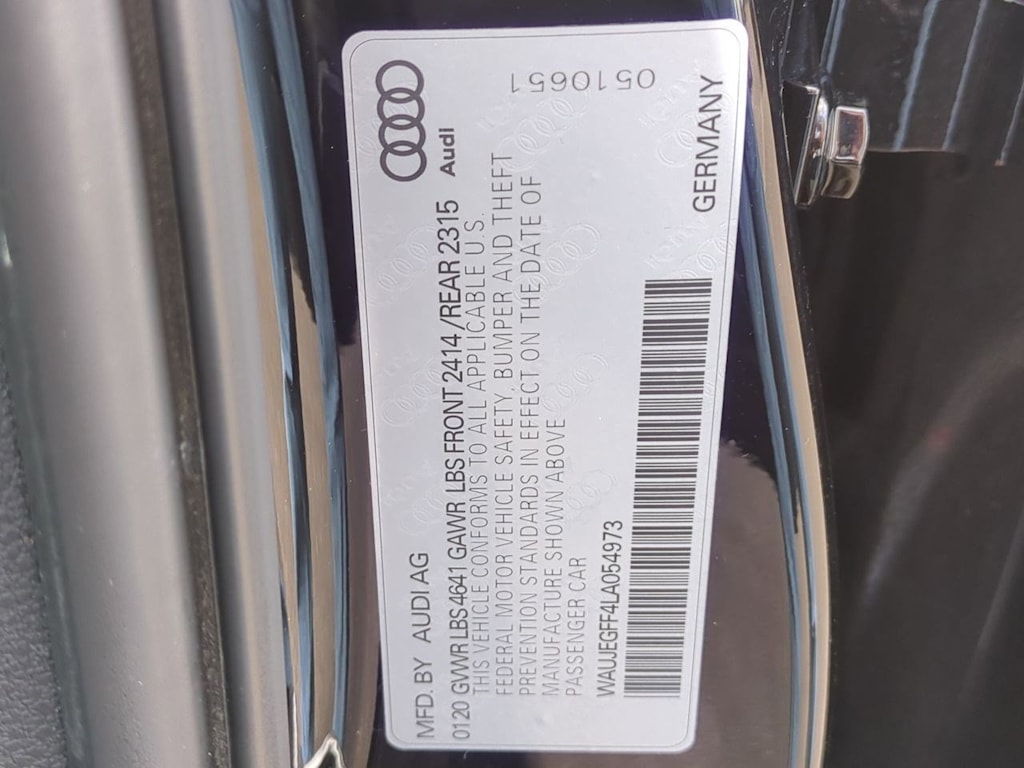 MFD. BY AUDI AG
0120 GWWR LBS 4641 GAWR LBS FRONT 2414 / REAR 2315
Audi
THIS VEHICLE CONFORMS TO ALL APPLICABLE U.S.
FEDERAL MOTOR VEHICLE SAFETY, BUMPER AND THEFT
PREVENTION STANDARDS IN EFFECT ON THE DATE OF
MANUFACTURE SHOWN ABOVE
PASSENGER CAR
WAUJEGFF4LA054973
GERMANY
0510651